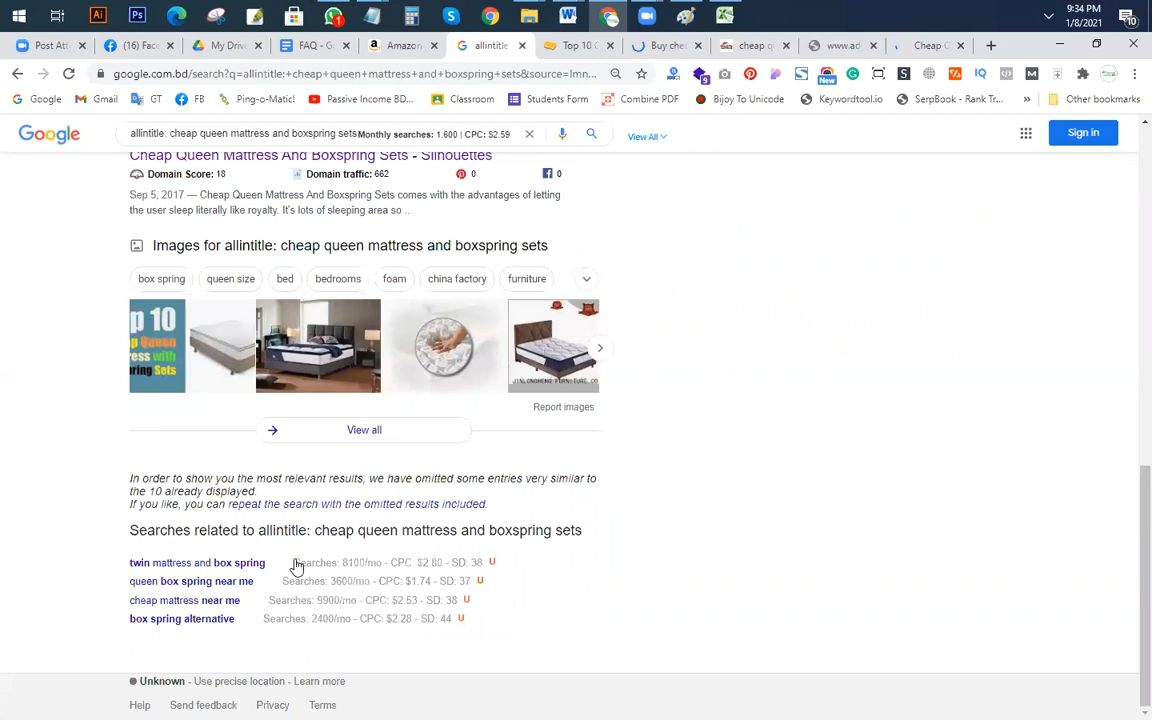 9:34 PM
1/8/2021
10
Post Att
(16) Fac
My Drive
FAQ - G
Amazon
allintitle:
Top 10
Buy che
cheap q
www.ad
Cheap Q
google.com.bd/search?q=allintitle:+cheap+queen+mattress+and+boxspring+sets&source=lmn...
9
New
Google
Gmail
GT
FB
Ping-o-Matic!
Passive Income BD...
Classroom
Students Form
Combine PDF
Bijoy To Unicode
Keywordtool.io
SerpBook - Rank Tr...
Other bookmarks
Google
allintitle: cheap queen mattress and boxspring sets
Monthly searches: 1,600 | CPC: $2.59
View All
Sign in
Cheap Queen Mattress And Boxspring Sets - Silhouettes
Domain Score: 18
Domain traffic: 662
0
0
Sep 5, 2017 — Cheap Queen Mattress And Boxspring Sets comes with the advantages of letting
the user sleep literally like royalty. It's lots of sleeping area so ...
Images for allintitle: cheap queen mattress and boxspring sets
box spring
queen size
bed
bedrooms
foam
china factory
furniture
JINLONGHENG FURNITURE CO
Report images
View all
In order to show you the most relevant results, we have omitted some entries very similar to
the 10 already displayed.
If you like, you can repeat the search with the omitted results included.
Searches related to allintitle: cheap queen mattress and boxspring sets
twin mattress and box spring Searches: 8100/mo - CPC: $2.80 - SD: 38 U
queen box spring near me Searches: 3600/mo - CPC: $1.74 - SD: 37 U
cheap mattress near me Searches: 9900/mo - CPC: $2.53 - SD: 38 U
box spring alternative Searches: 2400/mo - CPC: $2.28 - SD: 44 U
Unknown - Use precise location - Learn more
Help
Send feedback
Privacy
Terms